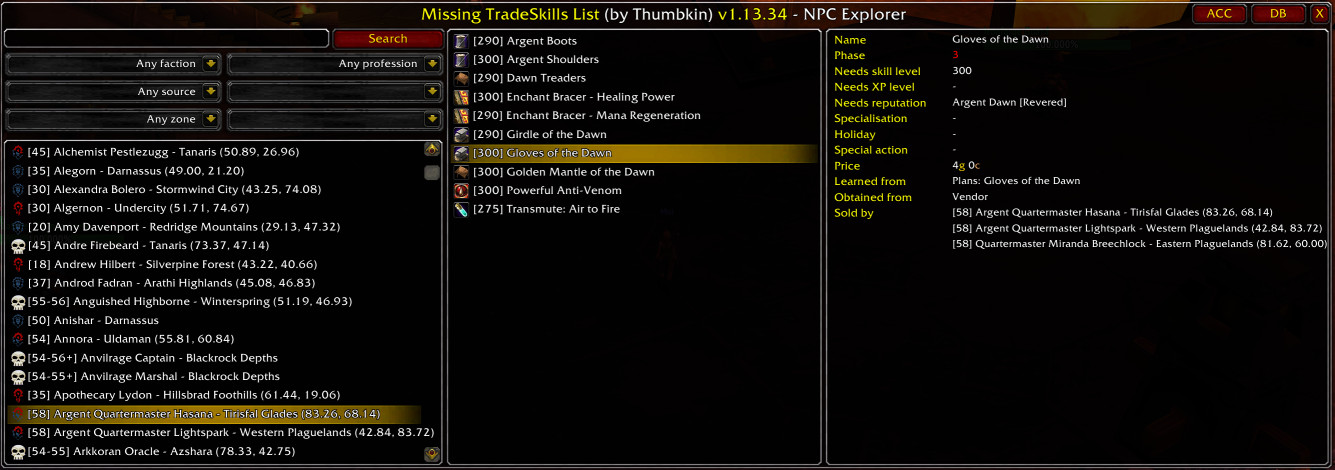 Missing TradeSkills List (by Thumbkin) v1.13.34 - NPC Explorer
ACC
DB
X
Search
Any faction
Any profession
Any source
Any zone
[45] Alchemist Pestlezugg - Tanaris (50.89, 26.96)
[35] Alegorn - Darnassus (49.00, 21.20)
[30] Alexandra Bolero - Stormwind City (43.25, 74.08)
[30] Algernon - Undercity (51.71, 74.67)
[20] Amy Davenport - Redridge Mountains (29.13, 47.32)
[45] Andre Firebeard - Tanaris (73.37, 47.14)
[18] Andrew Hilbert - Silverpine Forest (43.22, 40.66)
[37] Androd Fadran - Arathi Highlands (45.08, 46.83)
[55-56] Anguished Highborne - Winterspring (51.19, 46.93)
[50] Anishar - Darnassus
[54] Annora - Uldaman (55.81, 60.84)
[54-56+] Anvilrage Captain - Blackrock Depths
[54-55+] Anvilrage Marshal - Blackrock Depths
[35] Apothecary Lydon - Hillsbrad Foothills (61.44, 19.06)
[58] Argent Quartermaster Hasana - Tirisfal Glades (83.26, 68.14)
[58] Argent Quartermaster Lightspark - Western Plaguelands (42.84, 83.72)
[54-55] Arkkoran Oracle - Azshara (78.33, 42.75)
[290] Argent Boots
[300] Argent Shoulders
[290] Dawn Treaders
[300] Enchant Bracer - Healing Power
[290] Enchant Bracer - Mana Regeneration
[290] Girdle of the Dawn
[300] Gloves of the Dawn
[300] Golden Mantle of the Dawn
[300] Powerful Anti-Venom
[275] Transmute: Air to Fire
Name Gloves of the Dawn
Phase 3
Needs skill level 300
Needs XP level -
Needs reputation Argent Dawn [Revered]
Specialisation -
Holiday -
Special action -
Price 4g 0c
Learned from Plans: Gloves of the Dawn
Obtained from Vendor
Sold by [58] Argent Quartermaster Hasana - Tirisfal Glades (83.26, 68.14)
[58] Argent Quartermaster Lightspark - Western Plaguelands (42.84, 83.72)
[58] Quartermaster Miranda Breechlock - Eastern Plaguelands (81.62, 60.00)